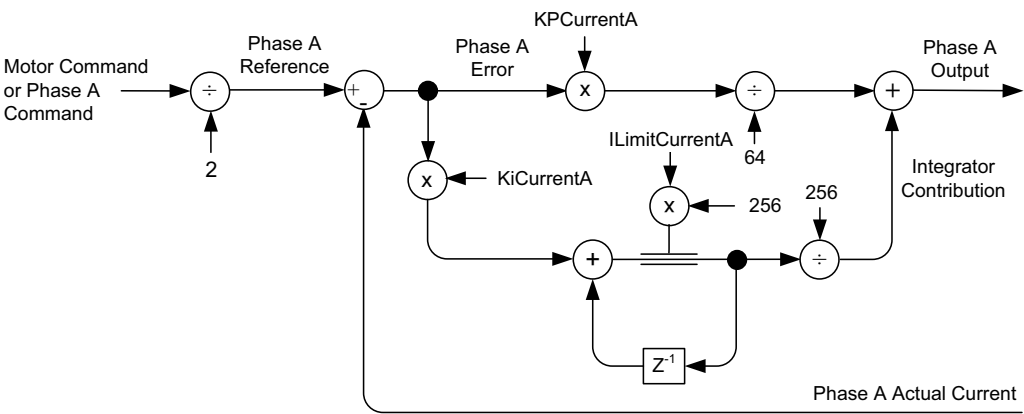 KPCurrentA
Phase A
Reference
Phase A
Error
Phase A
Output
Motor Command
or Phase A
Command
÷
+
-
x
÷
+
2
ILimitCurrentA
64
x
KiCurrentA
x
256
256
Integrator
Contribution
+
÷
Z-1
Phase A Actual Current